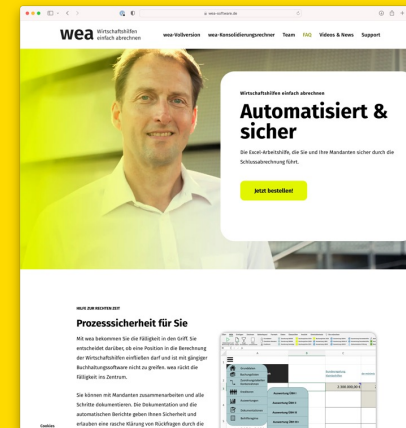 wea-software.de
wea Wirtschaftshilfen
einfach abrechnen
wea-Vollversion wea-Konsolidierungsrechner Team FAQ Videos & News Support
Wirtschaftshilfen einfach abrechnen
Automatisiert &
sicher
Die Excel-Arbeitshilfe, die Sie und Ihre Mandanten sicher durch die
Schlussabrechnung führt.
Jetzt bestellen!
HILFE ZUR RECHTEN ZEIT
Prozesssicherheit für Sie
Mit wea bekommen Sie die Fälligkeit in den Griff. Sie
entscheidet darüber, ob eine Position in die Berechnung
der Wirtschaftshilfen einfließen darf und ist mit gängiger
Buchhaltungssoftware nicht zu greifen. wea rückt die
Fälligkeit ins Zentrum.
Sie können mit Mandanten zusammenarbeiten und alle
Schritte dokumentieren. Die Dokumentation und die
automatischen Berichte geben Ihnen Sicherheit und
erlauben eine rasche Klärung von Rückfragen durch die
Cookies